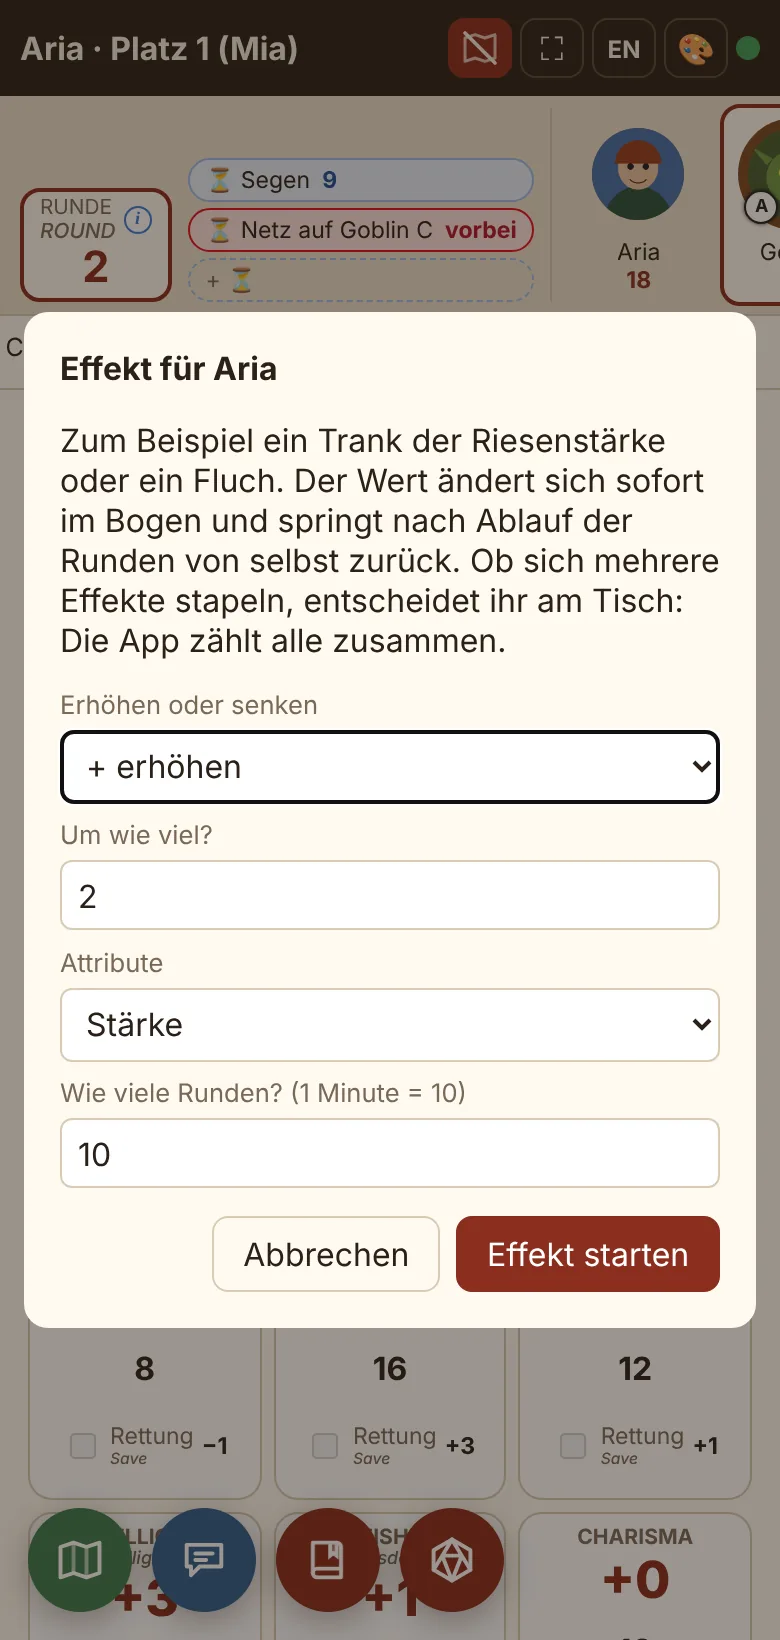 Aria · Platz 1 (Mia)
EN
RUNDE
ROUND
i
2
Segen 9
Netz auf Goblin C vorbei
+
Aria
18
A
Effekt für Aria
Zum Beispiel ein Trank der Riesenstärke
oder ein Fluch. Der Wert ändert sich sofort
im Bogen und springt nach Ablauf der
Runden von selbst zurück. Ob sich mehrere
Effekte stapeln, entscheidet ihr am Tisch:
Die App zählt alle zusammen.
Erhöhen oder senken
+ erhöhen
Um wie viel?
2
Attribute
Stärke
Wie viele Runden? (1 Minute = 10)
10
Abbrechen
Effekt starten
8
16
12
Rettung −1
Save
Rettung +3
Save
Rettung +1
Save
CHARISMA
+3
+1
+0